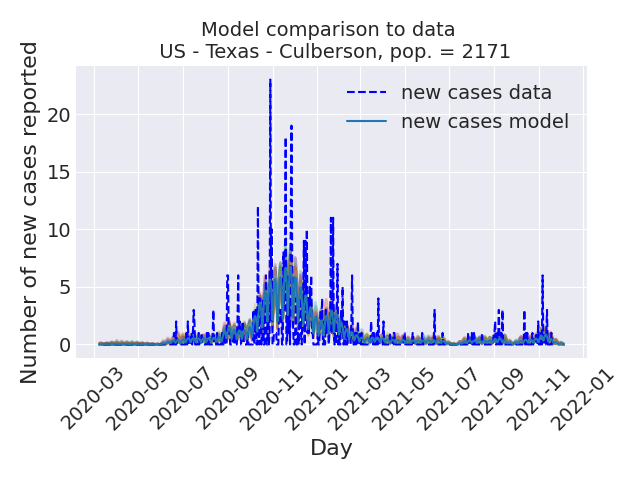 Model comparison to data
US - Texas - Culberson, pop. = 2171
Number of new cases reported
20
15
10
5
0
new cases data
new cases model
2020-03
2020-05
2020-07
2020-09
2020-11
2021-01
2021-03
2021-05
2021-07
2021-09
2021-11
2022-01
Day